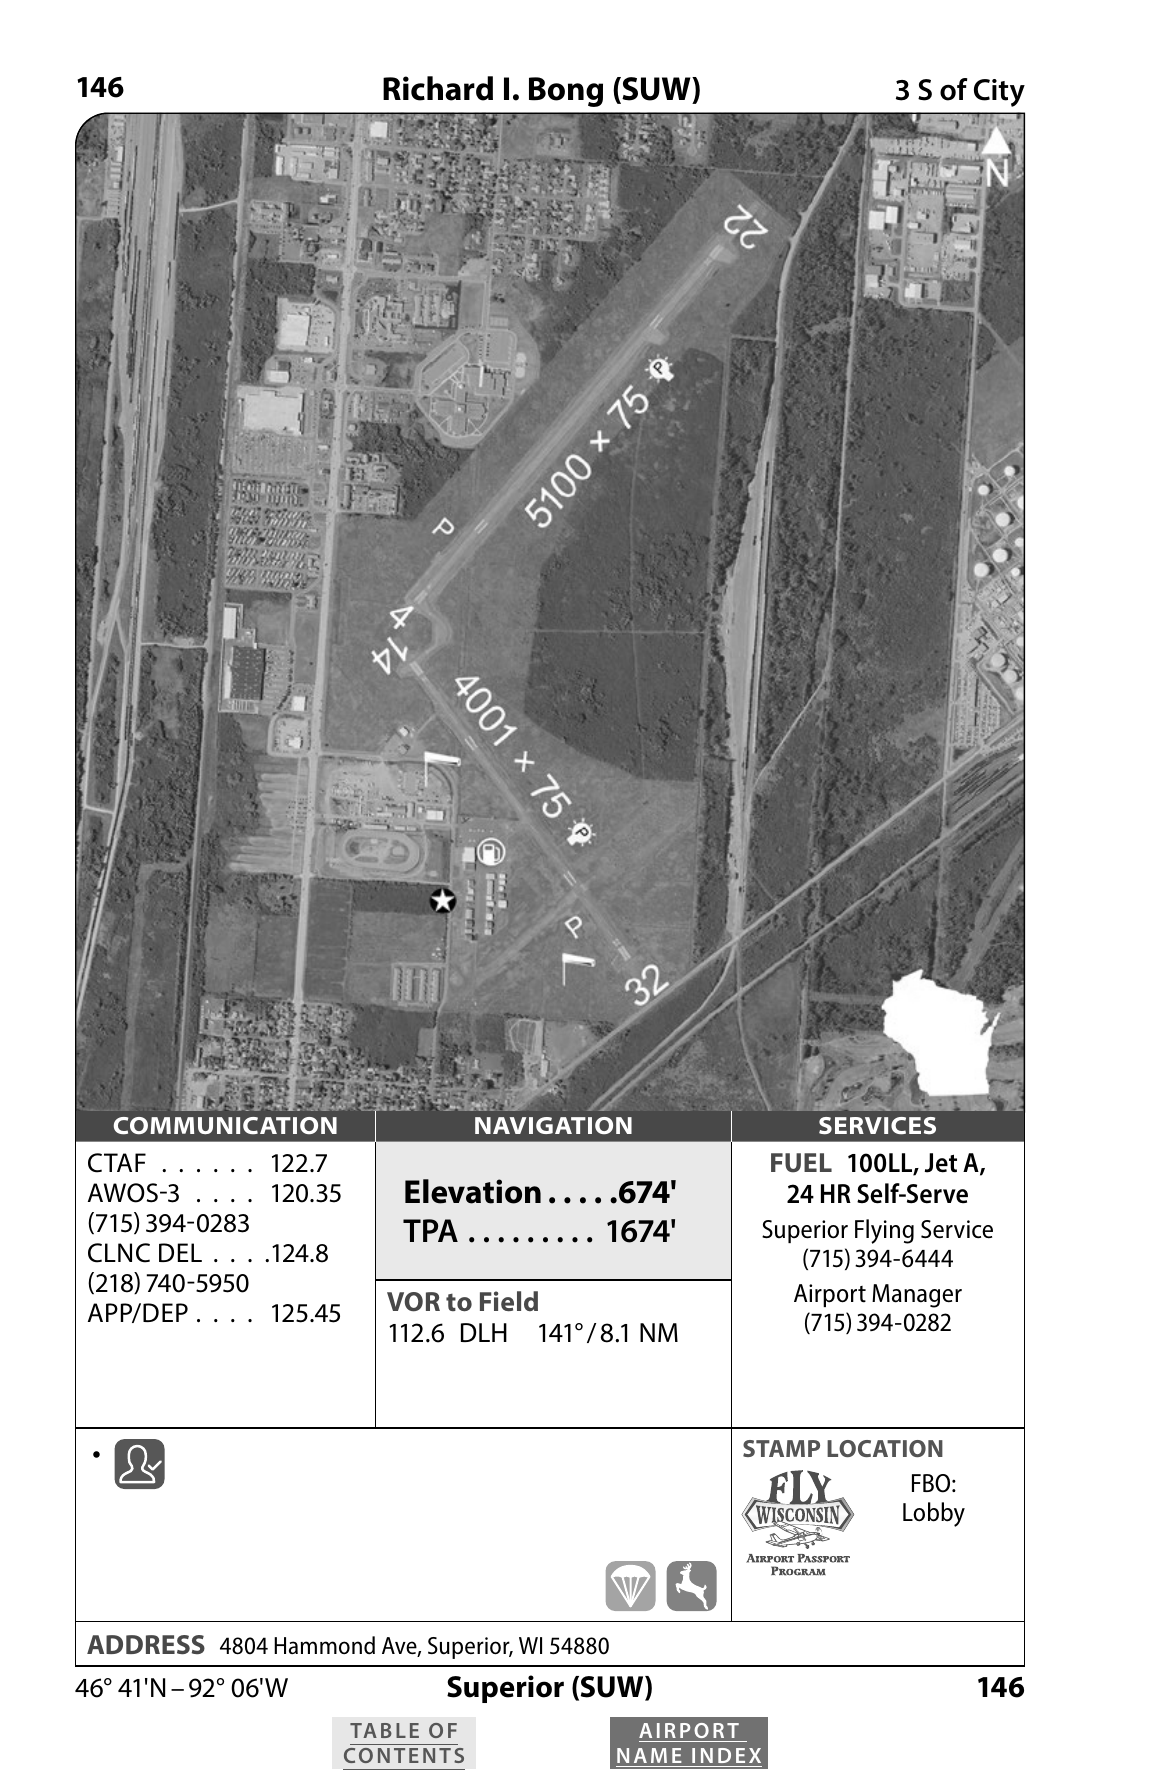 146 Richard I. Bong (SUW) 3 S of City
N
22
P
5100 × 75
P
4
14
4001 × 75
P
P
32
COMMUNICATION
CTAF . . . . . . 122.7
AWOS-3 . . . . 120.35
(715) 394-0283
CLNC DEL . . . .124.8
(218) 740-5950
APP/DEP . . . . 125.45
NAVIGATION
Elevation . . . . .674'
TPA . . . . . . . . . 1674'
VOR to Field
112.6 DLH 141° / 8.1 NM
SERVICES
FUEL 100LL, Jet A,
24 HR Self-Serve
Superior Flying Service
(715) 394-6444
Airport Manager
(715) 394-0282
•
STAMP LOCATION
FLY
WISCONSIN
AIRPORT PASSPORT
PROGRAM
FBO:
Lobby
ADDRESS 4804 Hammond Ave, Superior, WI 54880
46° 41'N – 92° 06'W Superior (SUW) 146
TABLE OF
CONTENTS
AIRPORT
NAME INDEX